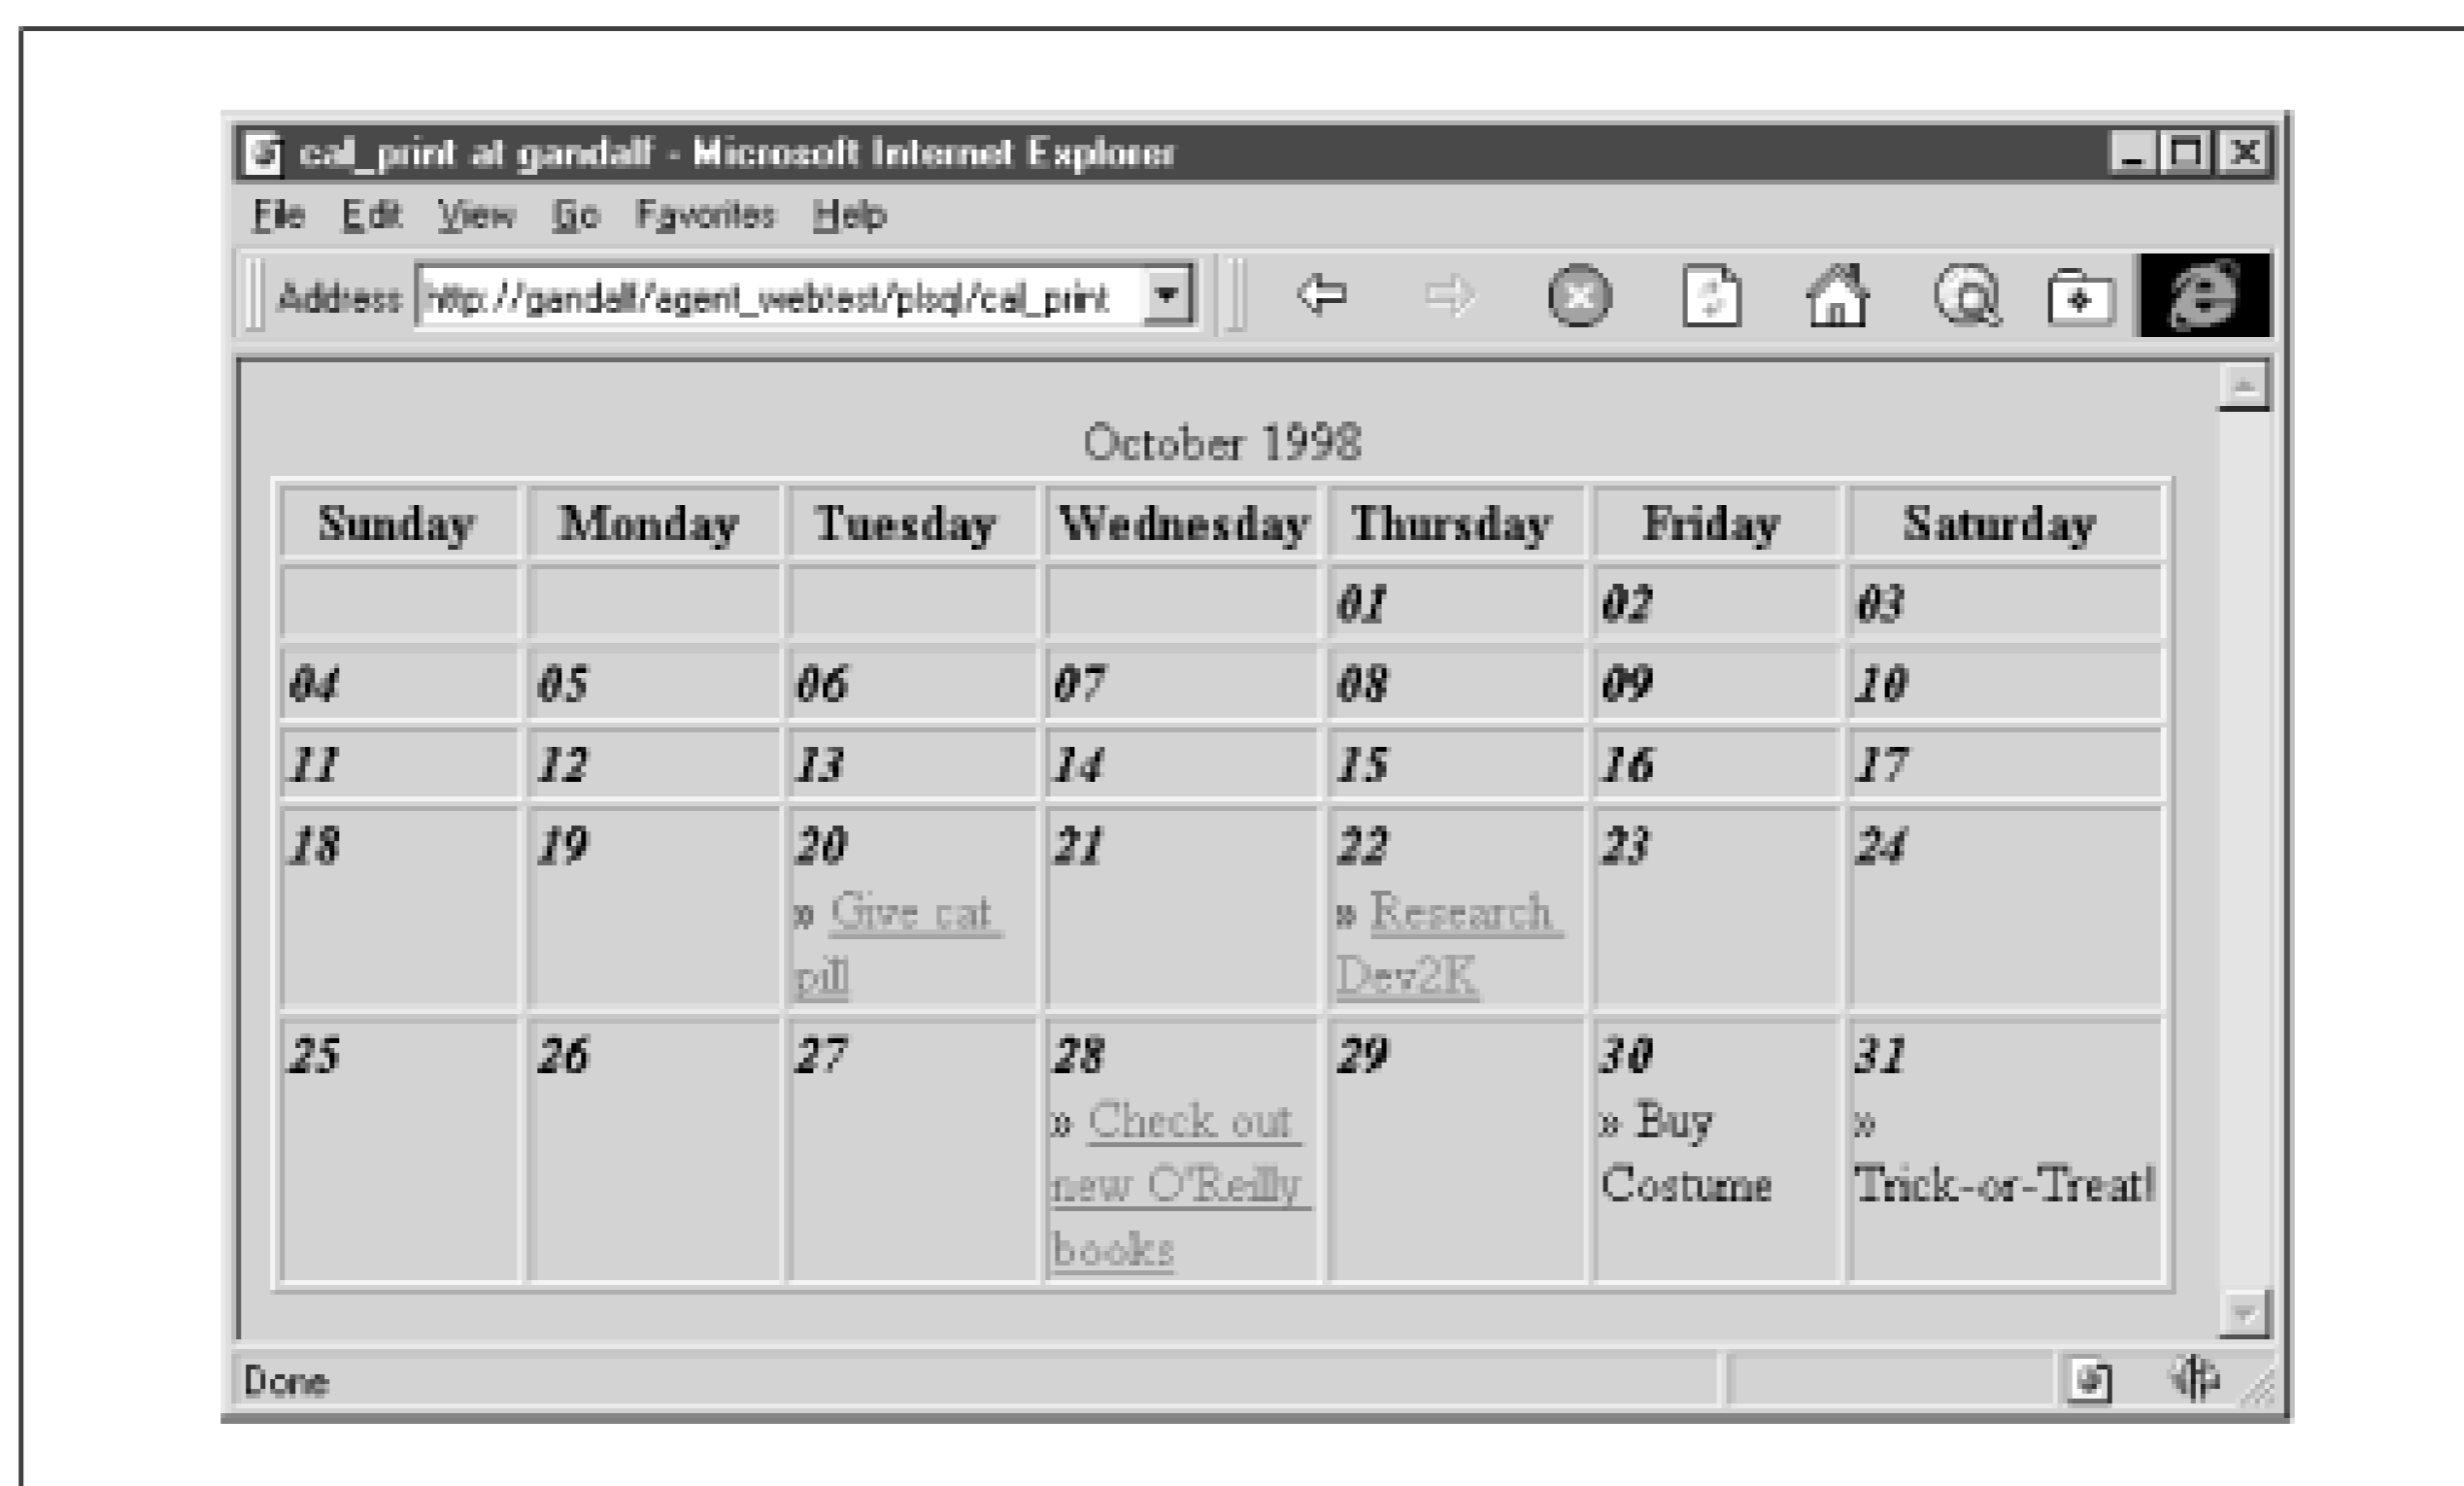 cal_print at gandalf - Microsoft Internet Explorer
File Edit View Go Favorites Help
Address http://gandalf/agent_webtest/plsql/cal_print
October 1998
Sunday Monday Tuesday Wednesday Thursday Friday Saturday
01 02 03
04 05 06 07 08 09 10
11 12 13 14 15 16 17
18 19 20 21 22 23 24
» Give cat » Research
pill Dev2K
25 26 27 28 29 30 31
» Check out » Buy »
new O'Reilly Costume Trick-or-Treat!
books
Done